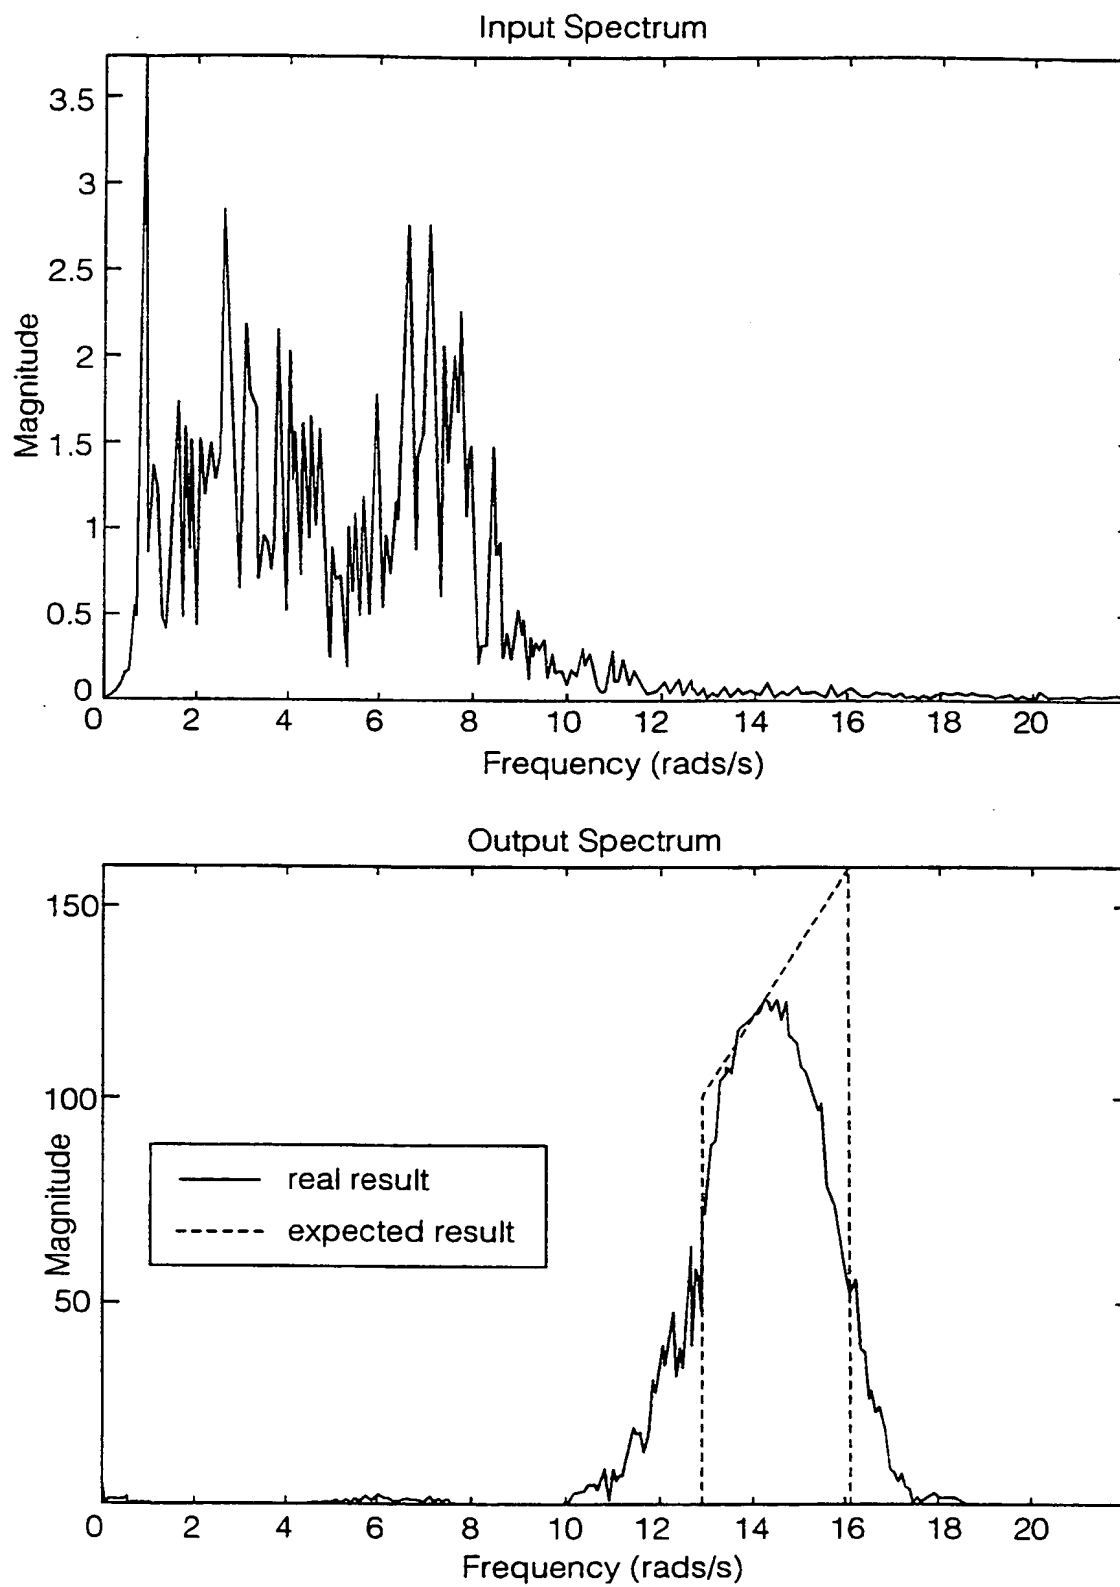 Input Spectrum
3.5
3
2.5
2
1.5
1
0.5
0
Magnitude
0 2 4 6 8 10 12 14 16 18 20
Frequency (rads/s)
Output Spectrum
150
100
50
Magnitude
real result
expected result
0 2 4 6 8 10 12 14 16 18 20
Frequency (rads/s)